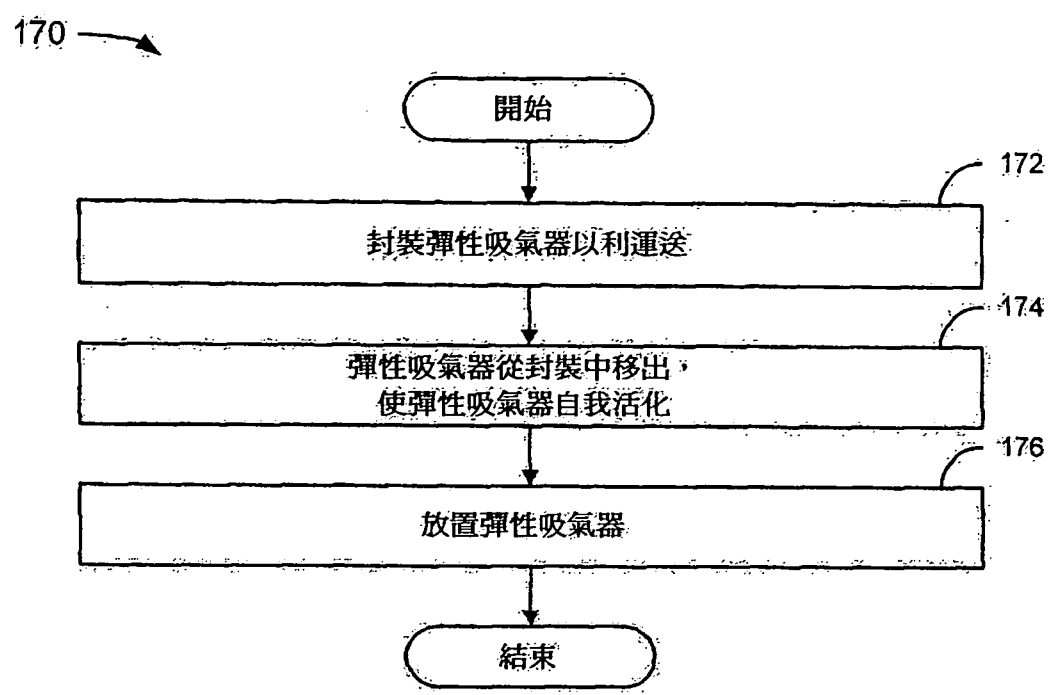 170
開始
172
封裝彈性吸氣器以利運送
174
彈性吸氣器從封裝中移出，
使彈性吸氣器自我活化
176
放置彈性吸氣器
結束